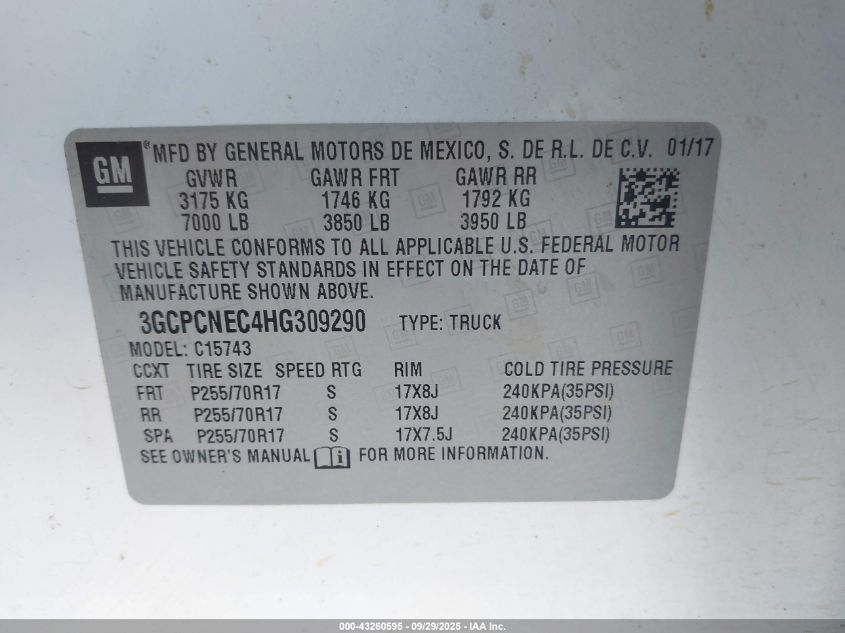 GM ® MFD BY GENERAL MOTORS DE MEXICO, S. DE R.L. DE C.V. 01/17
GVWR GAWR FRT GAWR RR
3175 KG 1746 KG 1792 KG
7000 LB 3850 LB 3950 LB
THIS VEHICLE CONFORMS TO ALL APPLICABLE U.S. FEDERAL MOTOR
VEHICLE SAFETY STANDARDS IN EFFECT ON THE DATE OF
MANUFACTURE SHOWN ABOVE.
3GCPCNEC4HG309290 TYPE: TRUCK
MODEL: C15743
CCXT TIRE SIZE SPEED RTG RIM COLD TIRE PRESSURE
FRT P255/70R17 S 17X8J 240KPA(35PSI)
RR P255/70R17 S 17X8J 240KPA(35PSI)
SPA P255/70R17 S 17X7.5J 240KPA(35PSI)
SEE OWNER'S MANUAL i FOR MORE INFORMATION.
000-43260595 - 09/29/2025 - IAA Inc.